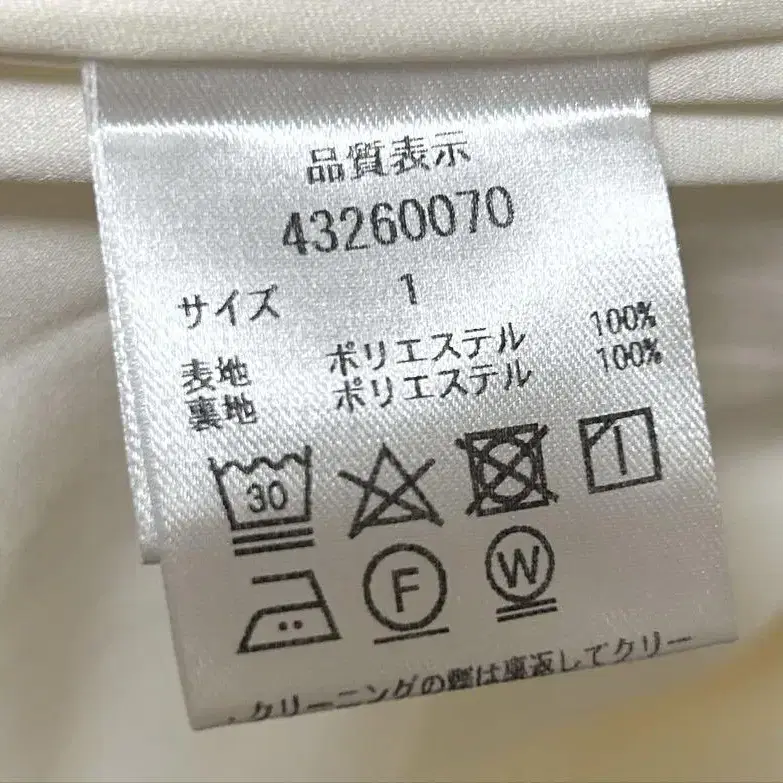 品質表示
43260070
サイズ 1
表地 ポリエステル 100%
裏地 ポリエステル 100%
30
F W
・クリーニングの際は裏返してクリー